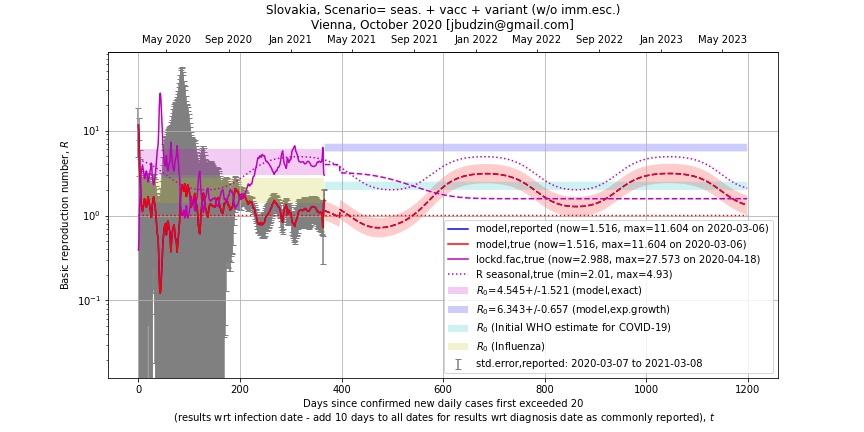 Slovakia, Scenario= seas. + vacc + variant (w/o imm.esc.)
Vienna, October 2020 [jbudzin@gmail.com]
May 2020 Sep 2020 Jan 2021 May 2021 Sep 2021 Jan 2022 May 2022 Sep 2022 Jan 2023 May 2023
Basic reproduction number, R
10¹
10⁰
10⁻¹
model,reported (now=1.516, max=11.604 on 2020-03-06)
model,true (now=1.516, max=11.604 on 2020-03-06)
lockd.fac,true (now=2.988, max=27.573 on 2020-04-18)
R seasonal,true (min=2.01, max=4.93)
R₀=4.545+/-1.521 (model,exact)
R₀=6.343+/-0.657 (model,exp.growth)
R₀ (Initial WHO estimate for COVID-19)
R₀ (Influenza)
std.error,reported: 2020-03-07 to 2021-03-08
0 200 400 600 800 1000 1200
Days since confirmed new daily cases first exceeded 20
(results wrt infection date - add 10 days to all dates for results wrt diagnosis date as commonly reported), t